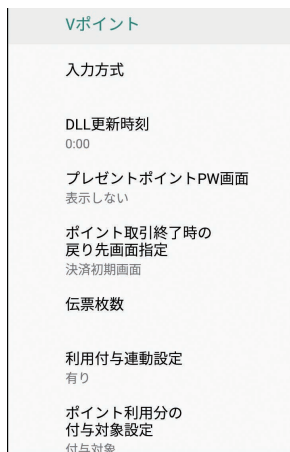 Vポイント
入力方式
DLL更新時刻
0:00
プレゼントポイントPW画面
表示しない
ポイント取引終了時の
戻り先画面指定
決済初期画面
伝票枚数
利用付与連動設定
有り
ポイント利用分の
付与対象設定
付与対象